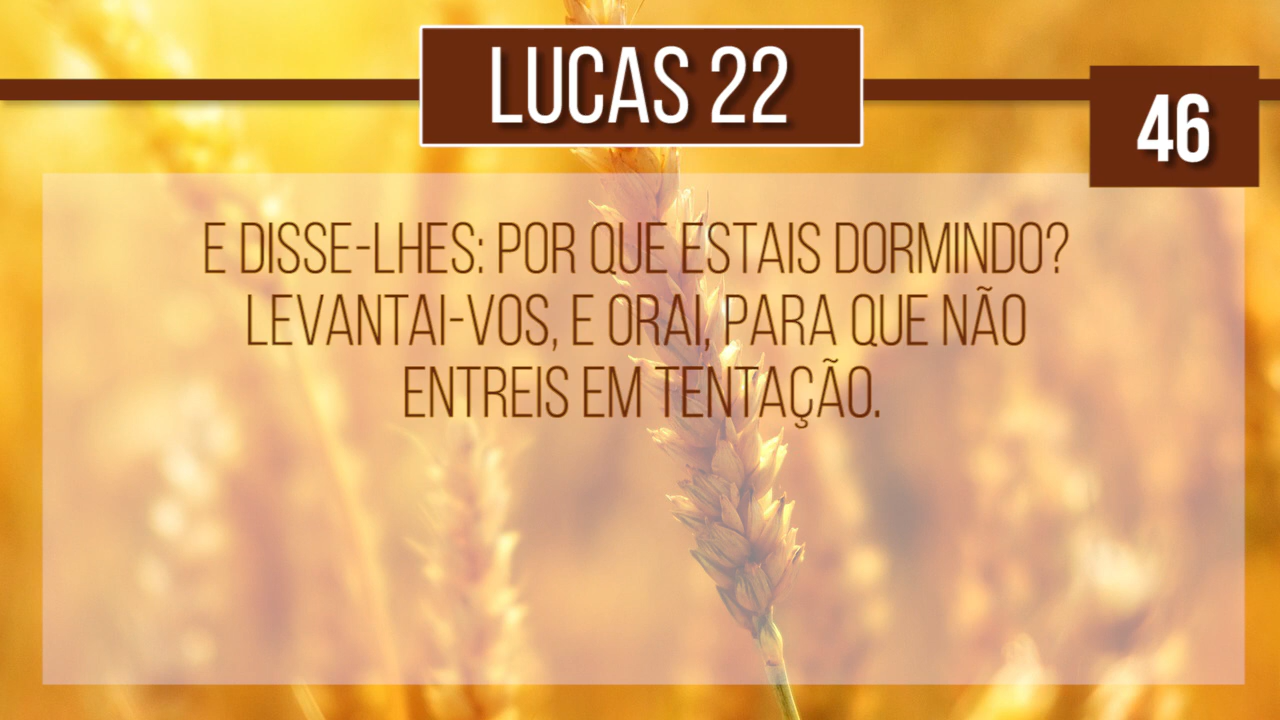 LUCAS 22
46
E DISSE-LHES: POR QUE ESTAIS DORMINDO?
LEVANTAI-VOS, E ORAI, PARA QUE NÃO
ENTREIS EM TENTAÇÃO.